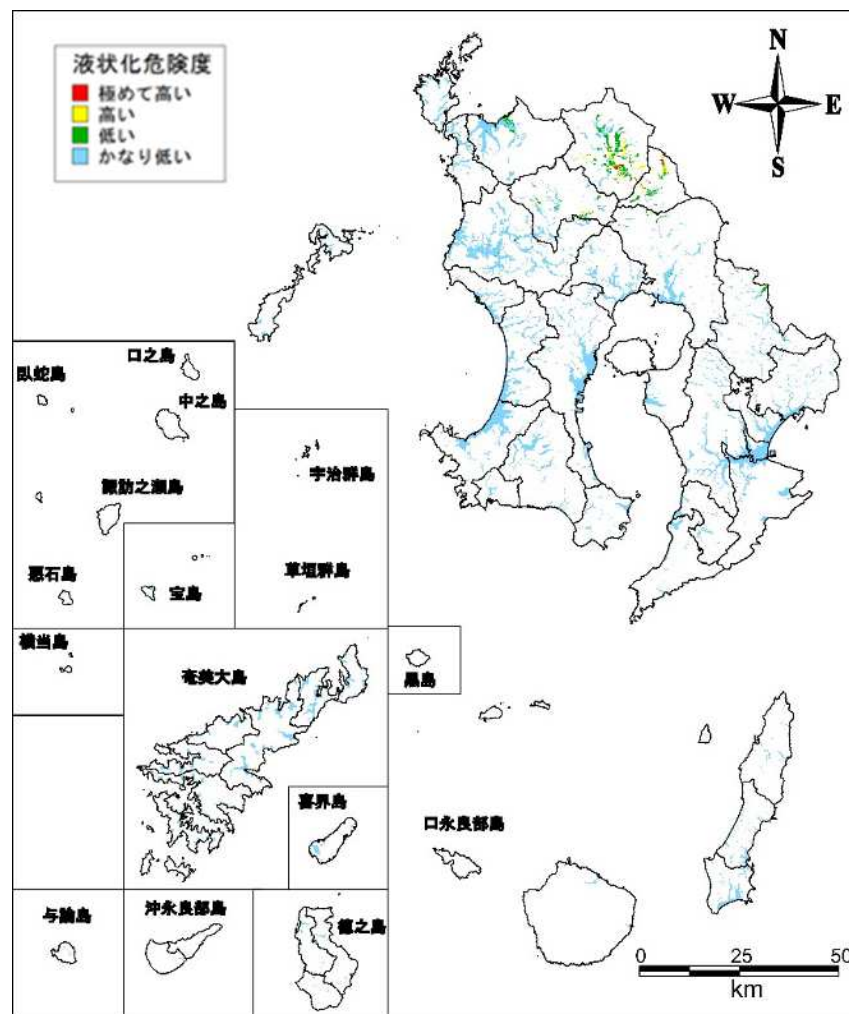 液状化危険度
極めて高い
高い
低い
かなり低い
N
W E
S
口之島
臥蛇島
中之島
宇治群島
諏訪之瀬島
悪石島
宝島
草垣群島
横当島
奄美大島
黒島
喜界島
口永良部島
与論島
沖永良部島
徳之島
0 25 50
km